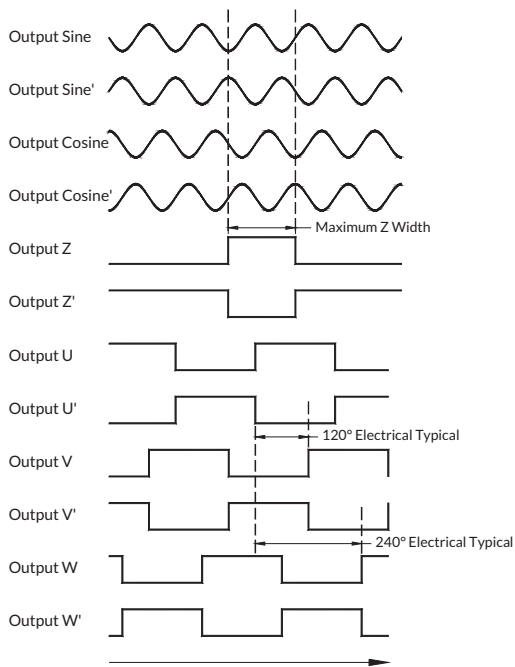 Output Sine
Output Sine'
Output Cosine
Output Cosine'
Maximum Z Width
Output Z
Output Z'
Output U
Output U'
120° Electrical Typical
Output V
Output V'
240° Electrical Typical
Output W
Output W'